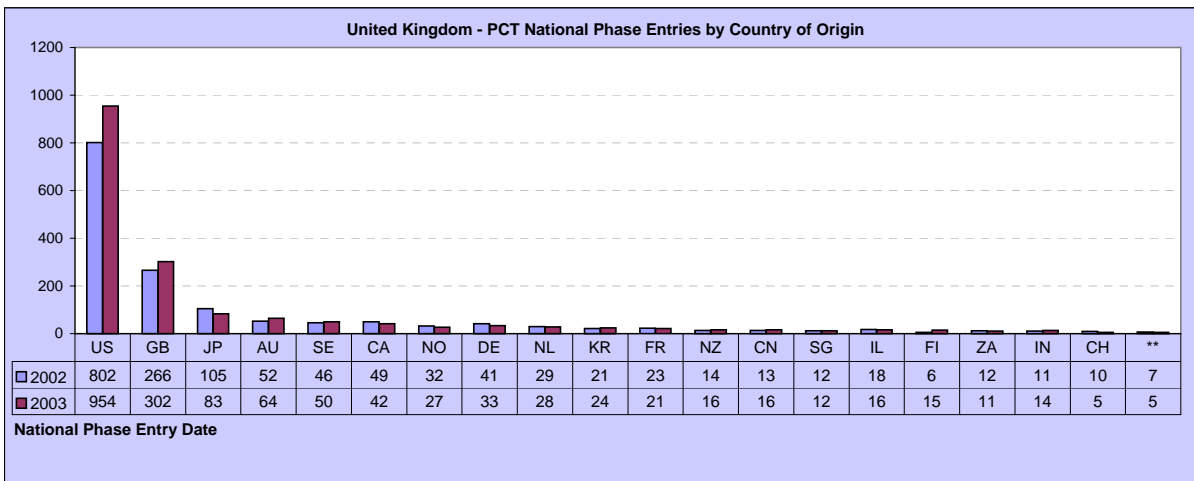 United Kingdom - PCT National Phase Entries by Country of Origin
1200
1000
800
600
400
200
0
US GB JP AU SE CA NO DE NL KR FR NZ CN SG IL FI ZA IN CH **
2002 802 266 105 52 46 49 32 41 29 21 23 14 13 12 18 6 12 11 10 7
2003 954 302 83 64 50 42 27 33 28 24 21 16 16 12 16 15 11 14 5 5
National Phase Entry Date